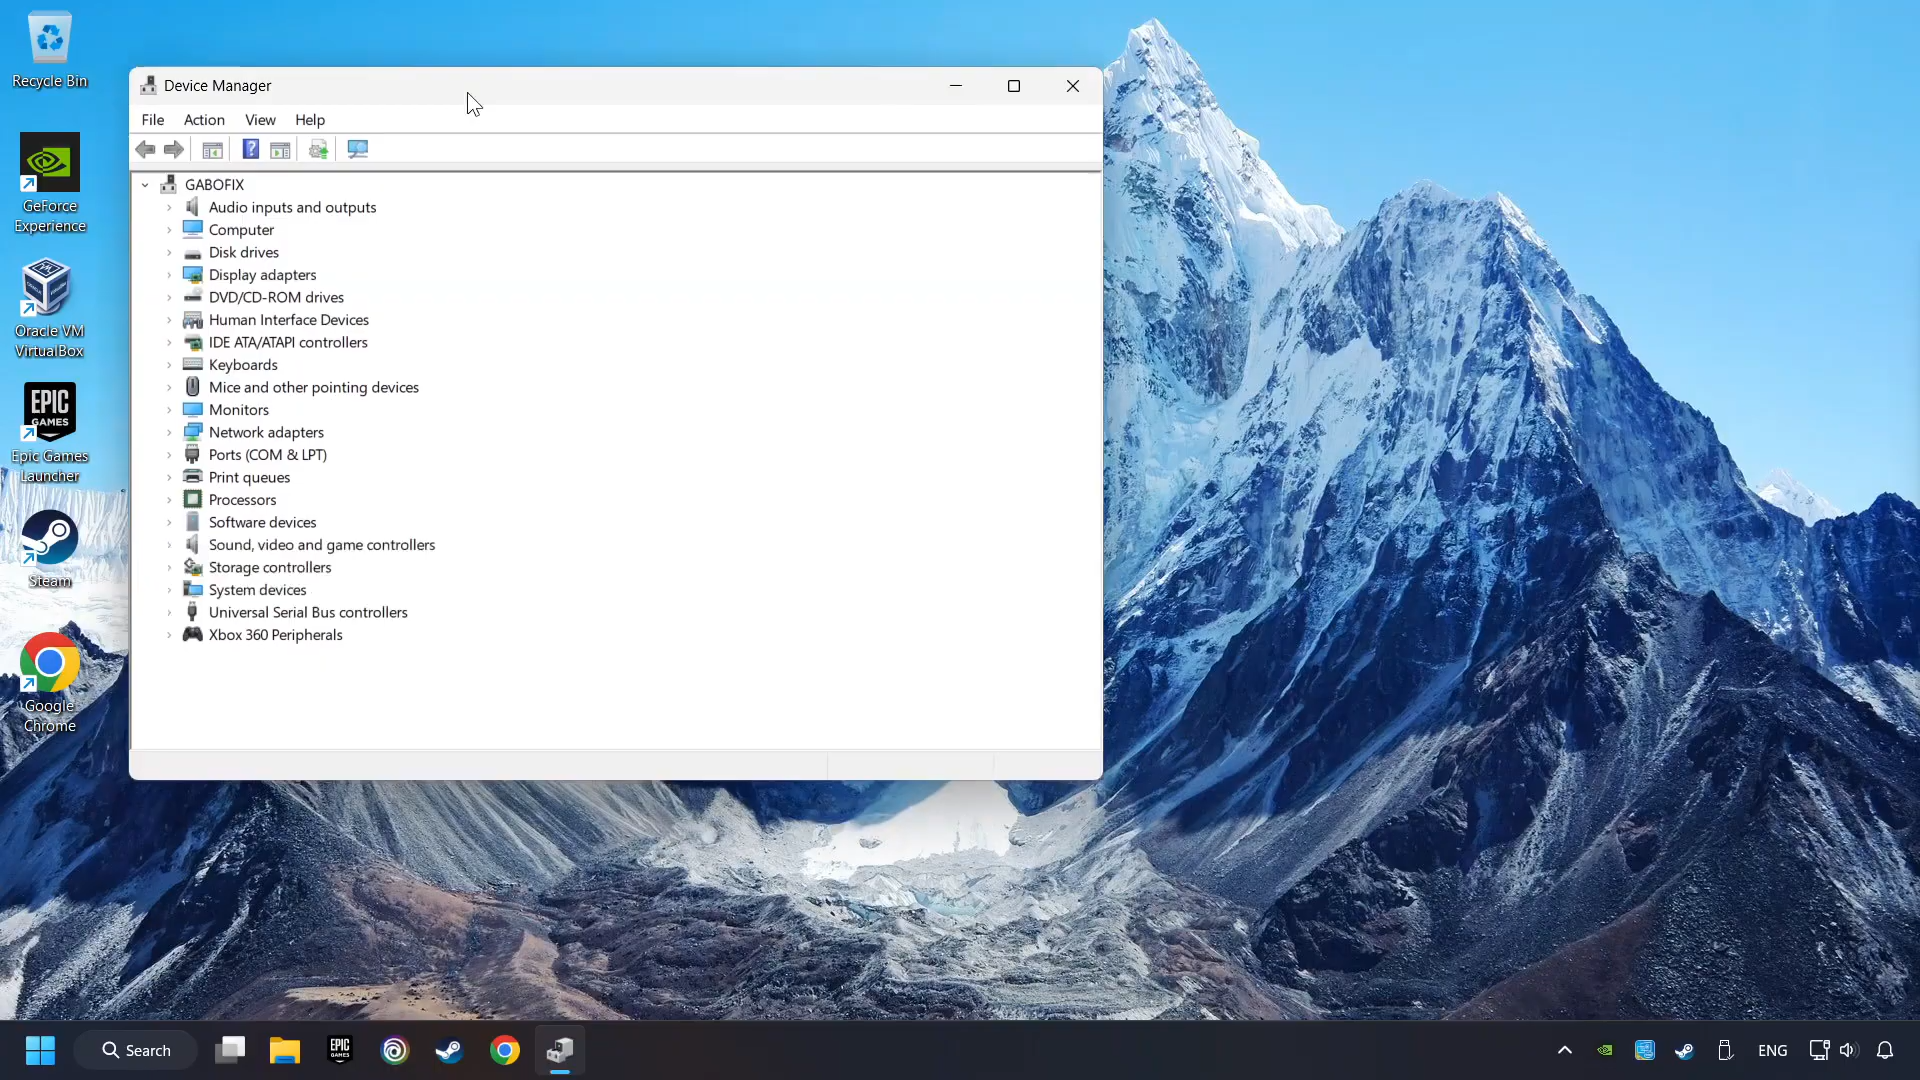 Recycle Bin
GeForce
Experience
Oracle VM
VirtualBox
EPIC
GAMES
Epic Games
Launcher
Steam
Google
Chrome
Device Manager
File Action View Help
GABOFIX
Audio inputs and outputs
Computer
Disk drives
Display adapters
DVD/CD-ROM drives
Human Interface Devices
IDE ATA/ATAPI controllers
Keyboards
Mice and other pointing devices
Monitors
Network adapters
Ports (COM & LPT)
Print queues
Processors
Software devices
Sound, video and game controllers
Storage controllers
System devices
Universal Serial Bus controllers
Xbox 360 Peripherals
Search
EPIC
GAMES
ENG